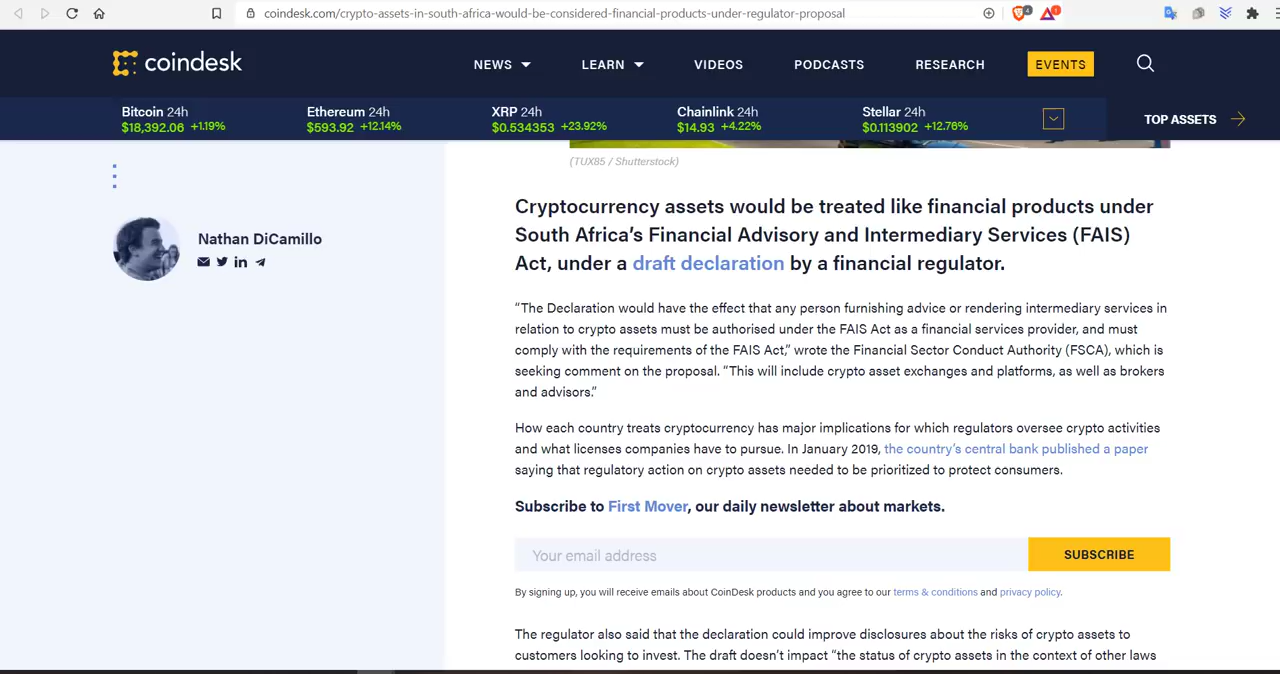 coindesk.com/crypto-assets-in-south-africa-would-be-considered-financial-products-under-regulator-proposal
4
1
coindesk
NEWS LEARN VIDEOS PODCASTS RESEARCH EVENTS
Bitcoin 24h Ethereum 24h XRP 24h Chainlink 24h Stellar 24h
$18,392.06 +1.19% $593.92 +12.14% $0.534353 +23.92% $14.93 +4.22% $0.113902 +12.76%
TOP ASSETS
(TUX85 / Shutterstock)
Nathan DiCamillo
Cryptocurrency assets would be treated like financial products under
South Africa’s Financial Advisory and Intermediary Services (FAIS)
Act, under a draft declaration by a financial regulator.
“The Declaration would have the effect that any person furnishing advice or rendering intermediary services in
relation to crypto assets must be authorised under the FAIS Act as a financial services provider, and must
comply with the requirements of the FAIS Act,” wrote the Financial Sector Conduct Authority (FSCA), which is
seeking comment on the proposal. “This will include crypto asset exchanges and platforms, as well as brokers
and advisors.”
How each country treats cryptocurrency has major implications for which regulators oversee crypto activities
and what licenses companies have to pursue. In January 2019, the country’s central bank published a paper
saying that regulatory action on crypto assets needed to be prioritized to protect consumers.
Subscribe to First Mover, our daily newsletter about markets.
Your email address
SUBSCRIBE
By signing up, you will receive emails about CoinDesk products and you agree to our terms & conditions and privacy policy.
The regulator also said that the declaration could improve disclosures about the risks of crypto assets to
customers looking to invest. The draft doesn’t impact “the status of crypto assets in the context of other laws